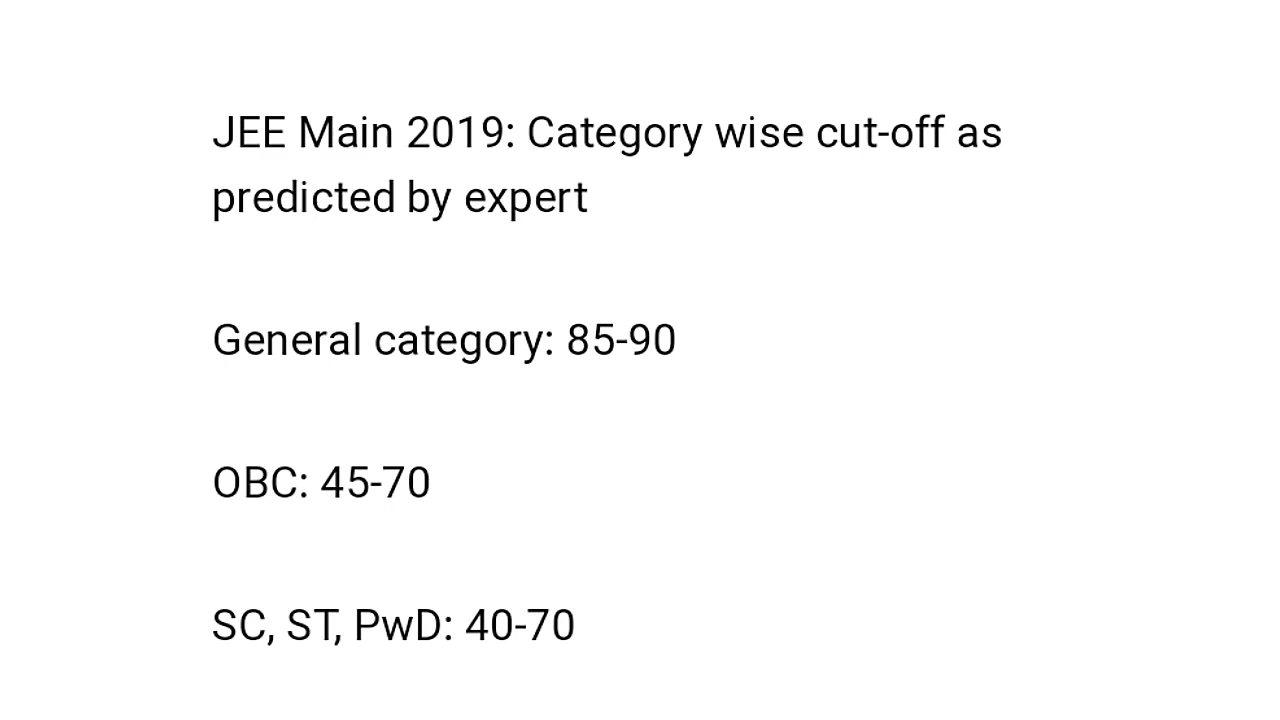 JEE Main 2019: Category wise cut-off as
predicted by expert
General category: 85-90
OBC: 45-70
SC, ST, PwD: 40-70